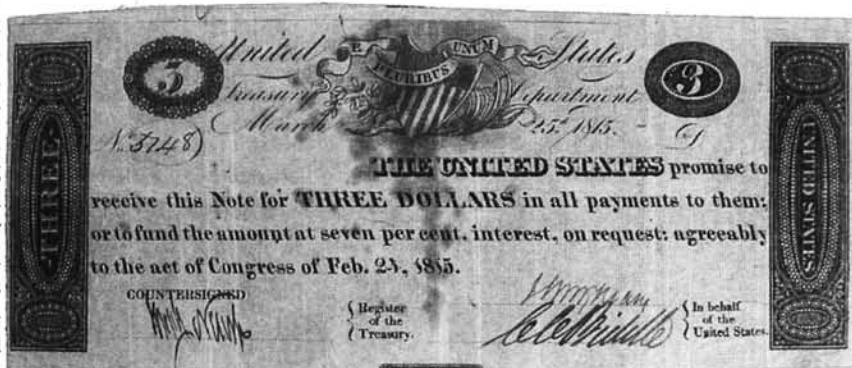 3 United E PLURIBUS UNUM States 3
Treasury Department
March 25th 1815.
No. 5748)
THREE
UNITED STATES
THE UNITED STATES promise to
receive this Note for THREE DOLLARS in all payments to them;
or to fund the amount at seven per cent. interest, on request: agreeably
to the act of Congress of Feb. 24, 1815.
COUNTERSIGNED
Register
of the
Treasury.
C C Biddle
In behalf
of the
United States.